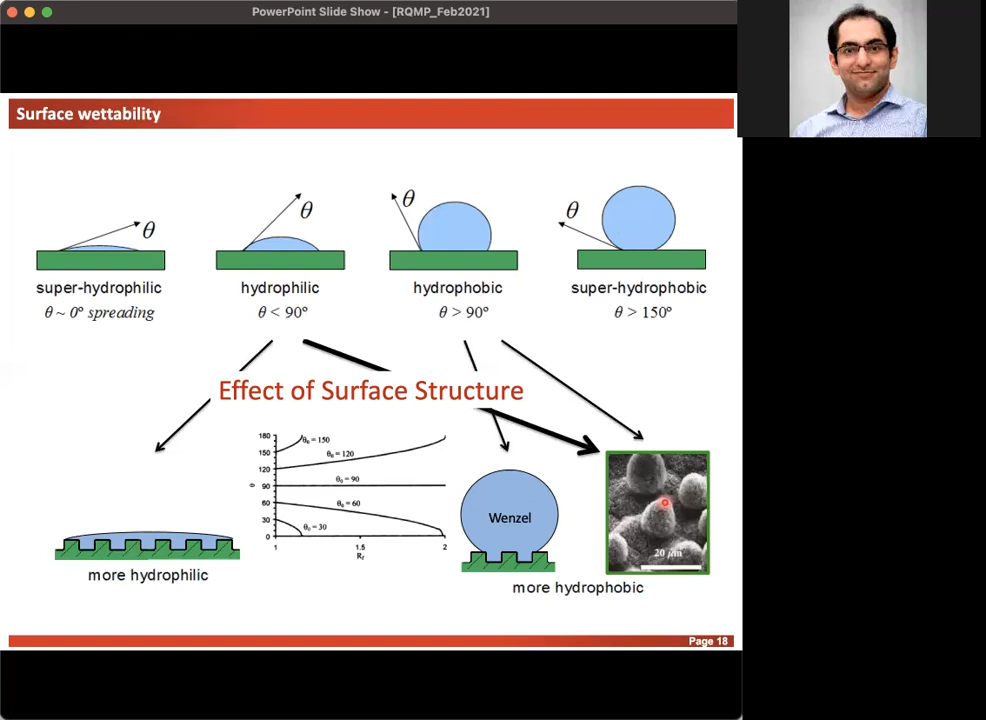 PowerPoint Slide Show - [RQMP_Feb2021]
Surface wettability
θ
θ
θ
θ
super-hydrophilic
hydrophilic
hydrophobic
super-hydrophobic
θ ~ 0° spreading
θ < 90°
θ > 90°
θ > 150°
Effect of Surface Structure
180
150
120
90
60
30
0
θ
θ₀ = 150
θ₀ = 120
θ₀ = 90
θ₀ = 60
θ₀ = 30
1
1.5
2
Rf
Wenzel
20 µm
more hydrophilic
more hydrophobic
Page 18